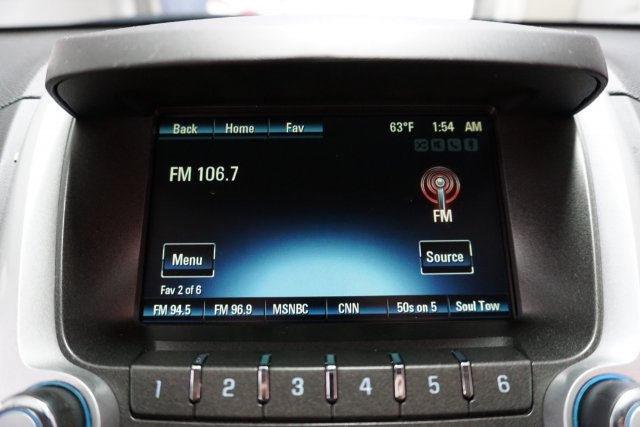 Back Home Fav 63°F 1:54 AM
FM 106.7
FM
Menu Source
Fav 2 of 6
FM 94.5 FM 96.9 MSNBC CNN 50s on 5 Soul Tow
1 2 3 4 5 6